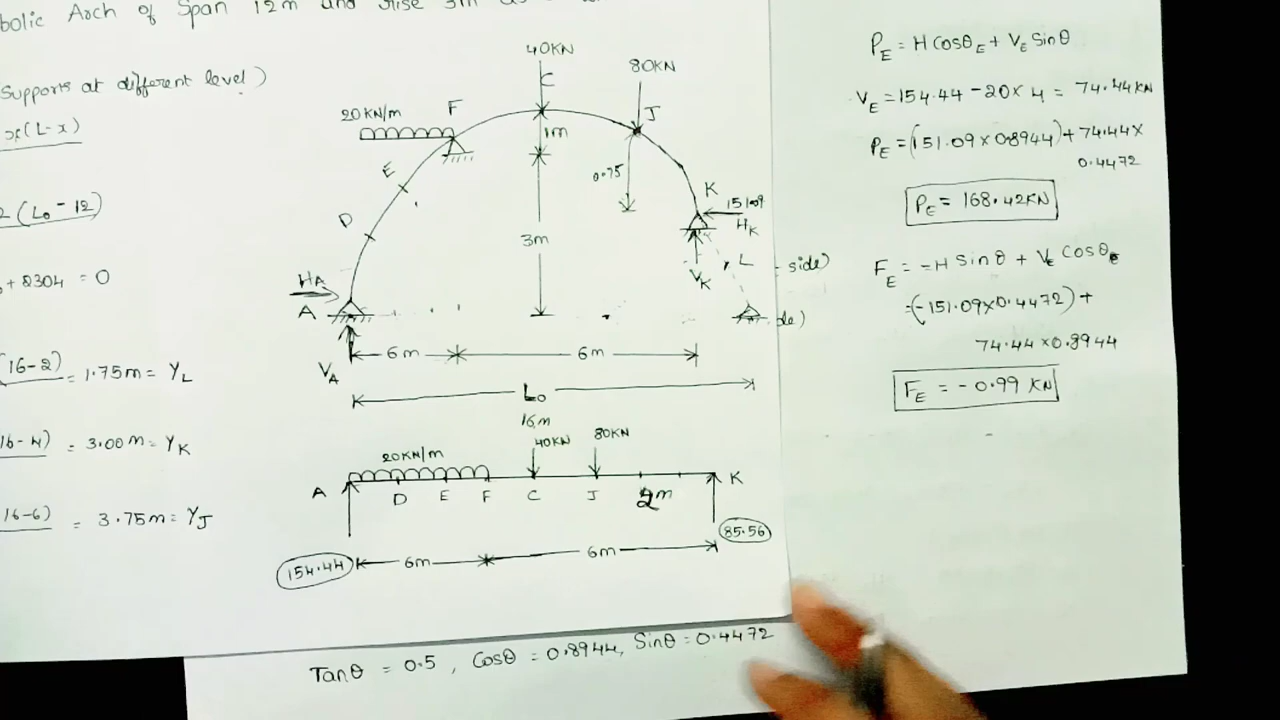 Arch of Span 12m and rise 3m
Supports at different level)
x(L-x)
(L₀-12)
+ 2304 = 0
(16-2) = 1.75m = Y_L
16-4) = 3.00m = Y_K
16-6) = 3.75m = Y_J
40KN
C
80KN
20KN/m
F
J
1m
E
0.75
K
151.09
H_K
D
3m
L
V_K
H_A
A
V_A
6m
6m
L₀
16m
40KN
80KN
20KN/m
A
D E F C J 2m
K
85.56
6m
6m
154.44
Tanθ = 0.5, Cosθ = 0.8944, Sinθ = 0.4472
side)
de)
P_E = H Cosθ_E + V_E Sinθ
V_E = 154.44 - 20×4 = 74.44KN
P_E = (151.09×0.8944)+74.44×
0.4472
P_E = 168.42KN
F_E = -H Sinθ + V_E Cosθ_E
=(-151.09×0.4472)+
74.44×0.8944
F_E = -0.99 KN